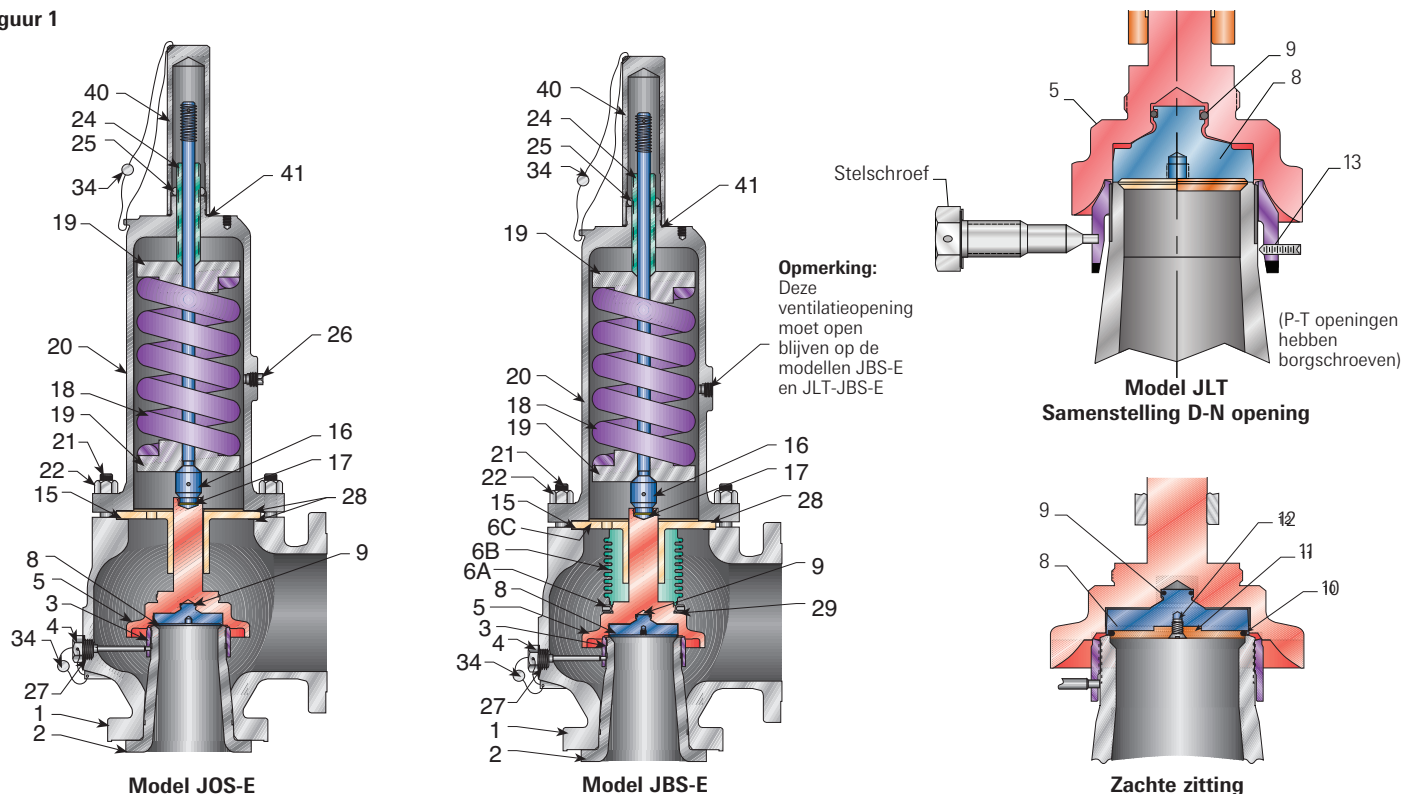 guur 1
40
24
25
34
41
19
26
20
18
19
16
21
17
22
15
28
8
9
5
3
4
34
27
1
2
Model JOS-E
40
24
25
34
41
19
Opmerking:
Deze
ventilatieopening
moet open
blijven op de
modellen JBS-E
en JLT-JBS-E
20
18
19
16
21
17
22
15
28
6C
6B
6A
9
8
5
29
3
4
34
27
1
2
Model JBS-E
9
5
8
13
Stelschroef
(P-T openingen
hebben
borgschroeven)
Model JLT
Samenstelling D-N opening
9
12
8
11
10
Zachte zitting